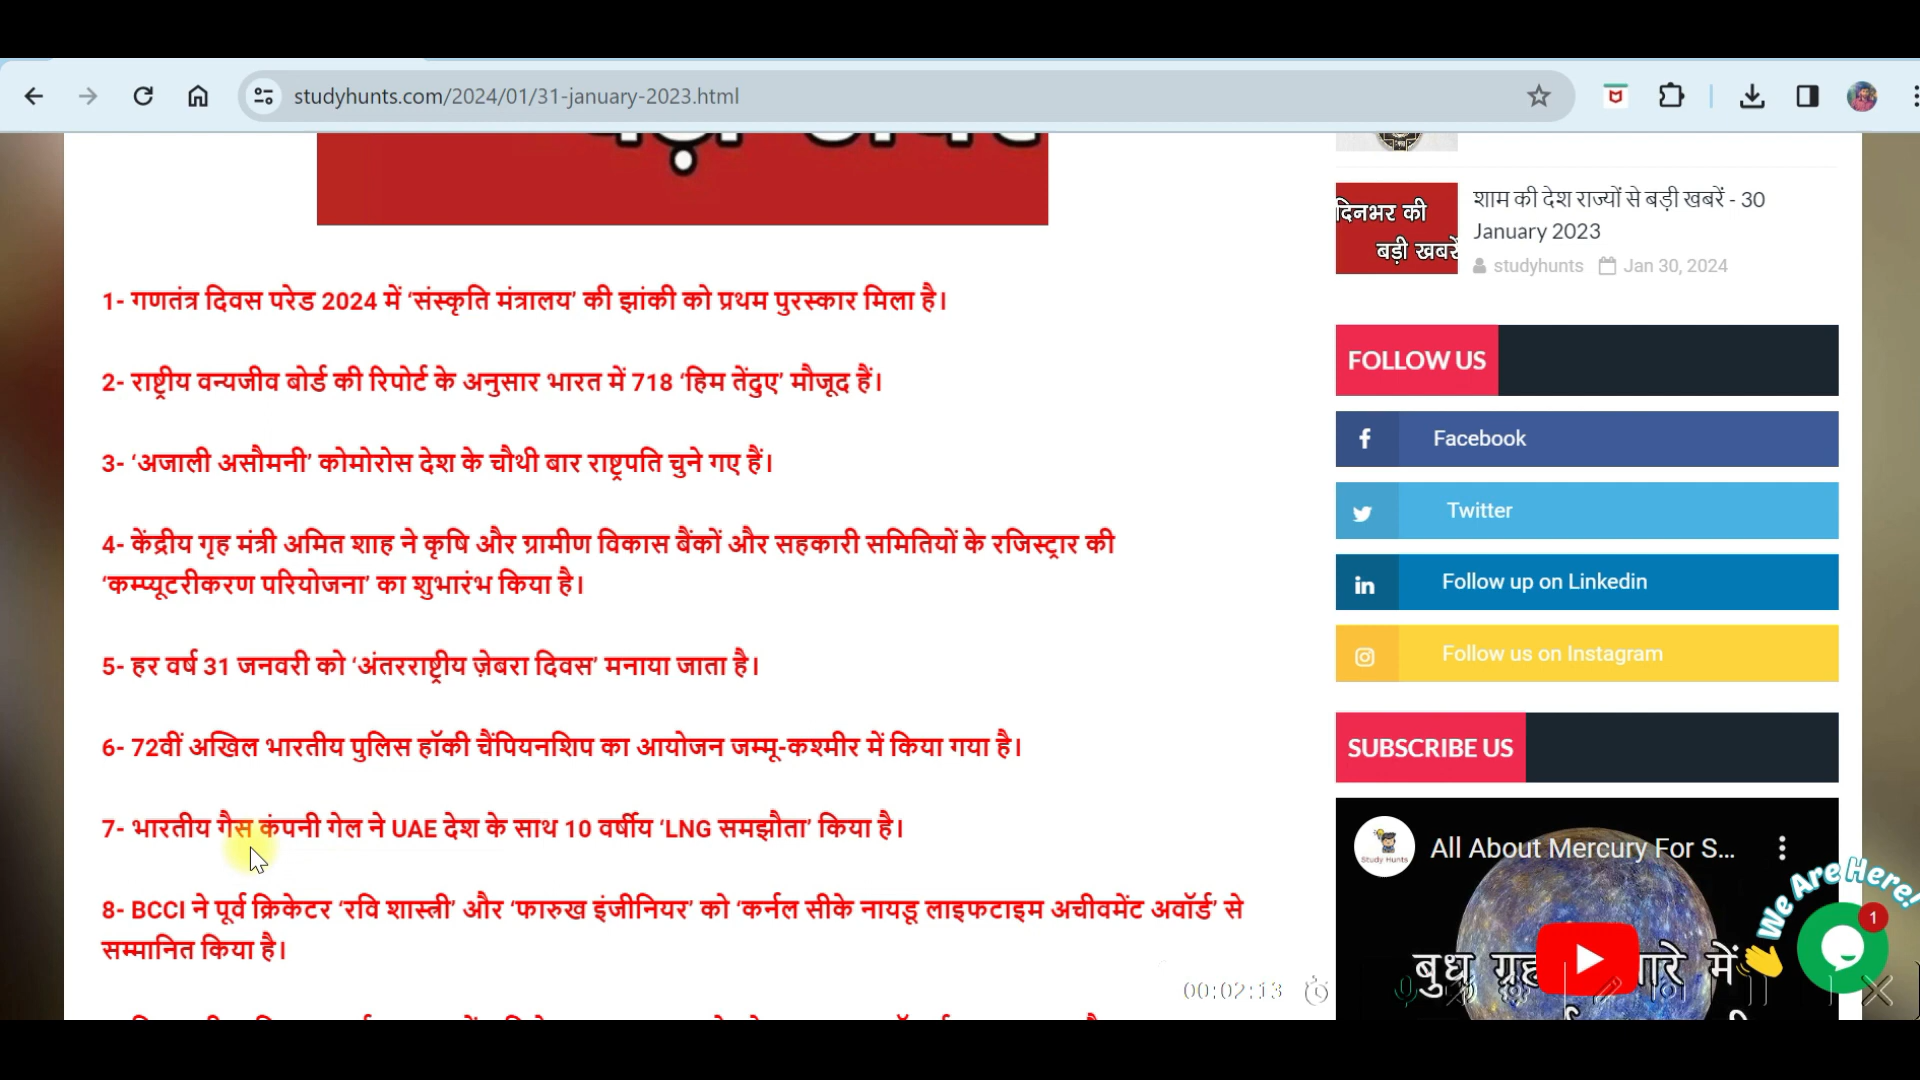 studyhunts.com/2024/01/31-january-2023.html
दिनभर की
बड़ी खबरें
शाम की देश राज्यों से बड़ी खबरें - 30
January 2023
studyhunts Jan 30, 2024
1- गणतंत्र दिवस परेड 2024 में ‘संस्कृति मंत्रालय’ की झांकी को प्रथम पुरस्कार मिला है।
2- राष्ट्रीय वन्यजीव बोर्ड की रिपोर्ट के अनुसार भारत में 718 ‘हिम तेंदुए’ मौजूद हैं।
3- ‘अजाली असौमनी’ कोमोरोस देश के चौथी बार राष्ट्रपति चुने गए हैं।
4- केंद्रीय गृह मंत्री अमित शाह ने कृषि और ग्रामीण विकास बैंकों और सहकारी समितियों के रजिस्ट्रार की
‘कम्प्यूटरीकरण परियोजना’ का शुभारंभ किया है।
5- हर वर्ष 31 जनवरी को ‘अंतरराष्ट्रीय ज़ेबरा दिवस’ मनाया जाता है।
6- 72वीं अखिल भारतीय पुलिस हॉकी चैंपियनशिप का आयोजन जम्मू-कश्मीर में किया गया है।
7- भारतीय गैस कंपनी गेल ने UAE देश के साथ 10 वर्षीय ‘LNG समझौता’ किया है।
8- BCCI ने पूर्व क्रिकेटर ‘रवि शास्त्री’ और ‘फारुख इंजीनियर’ को ‘कर्नल सीके नायडू लाइफटाइम अचीवमेंट अवॉर्ड’ से
सम्मानित किया है।
FOLLOW US
Facebook
Twitter
Follow up on Linkedin
Follow us on Instagram
SUBSCRIBE US
Study Hunts
All About Mercury For S...
बुध ग्रह में
We Are Here!
1
00:02:13